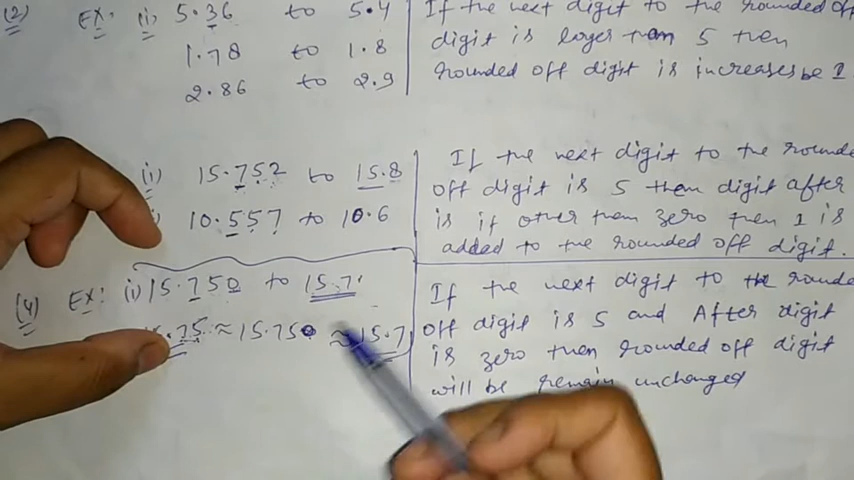 (2) Ex: (i) 5.36 to 5.4
1.78 to 1.8
2.86 to 2.9
If the next digit to the rounded off
digit is larger than 5 then
rounded off digit is increases be 1
(i) 15.752 to 15.8
10.557 to 10.6
If the next digit to the rounde
off digit is 5 them digit after
is if other than zero then 1 is
added to the rounded off digit.
(4) Ex: (i) 15.750 to 15.7
.75 ≈ 15.750 ≈ 15.7
If the next digit to the rounde
off digit is 5 and After digit
is zero then rounded off digit
will be remain unchanged